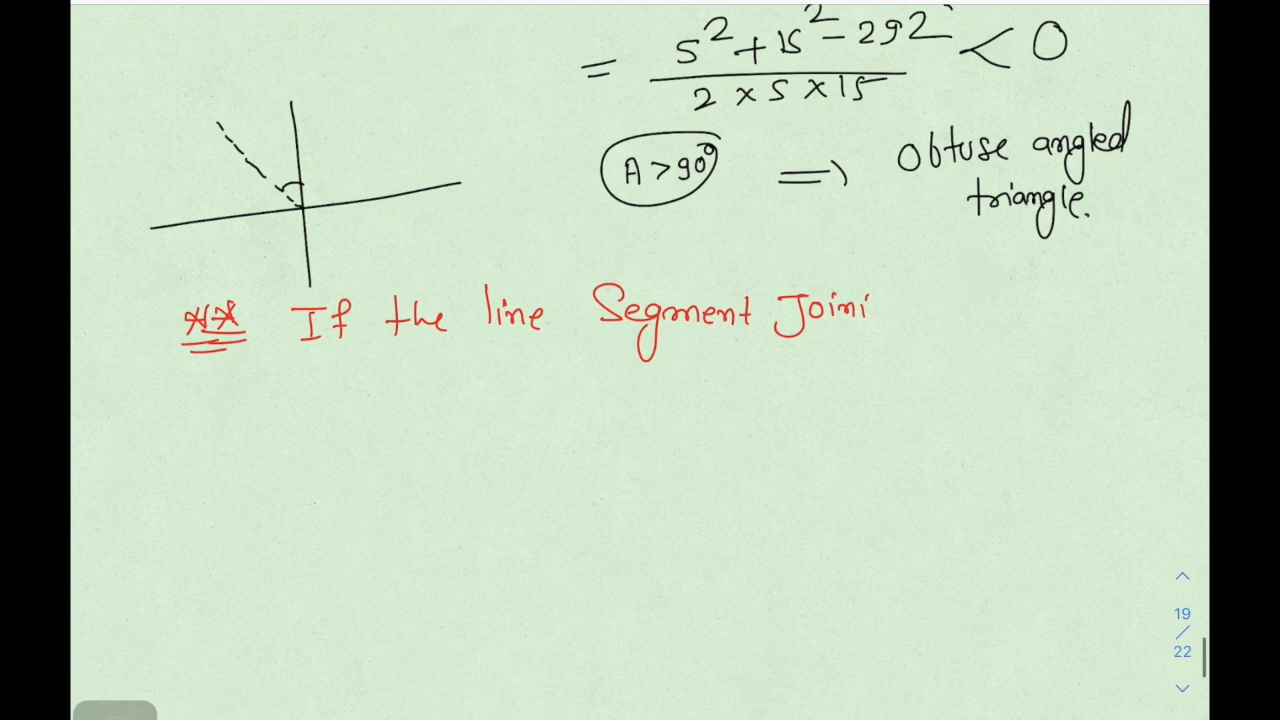 = 5² + 15² - 292 < 0
2 × 5 × 15
A > 90° ⟹ Obtuse angled
triangle.
** If the line Segment Joini
19
/
22